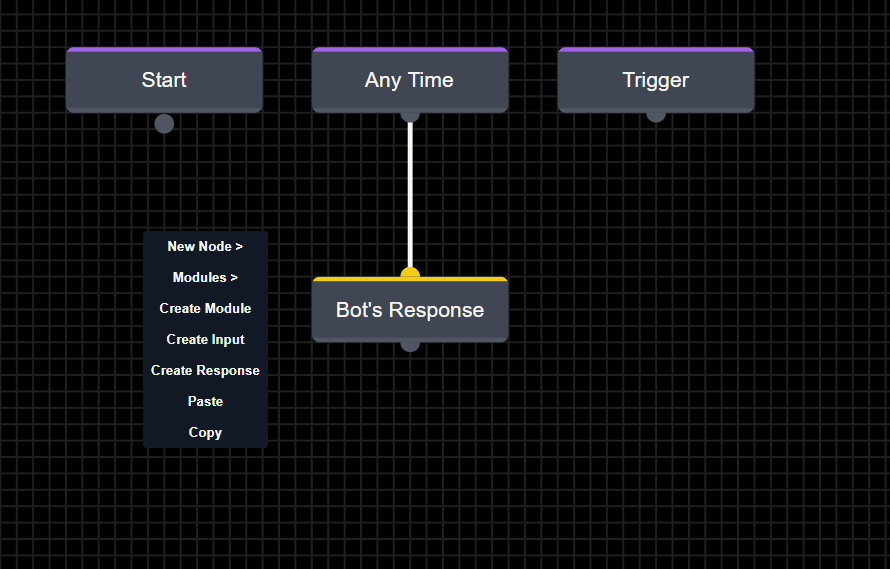 Start
Any Time
Trigger
New Node >
Modules >
Create Module
Create Input
Create Response
Paste
Copy
Bot's Response